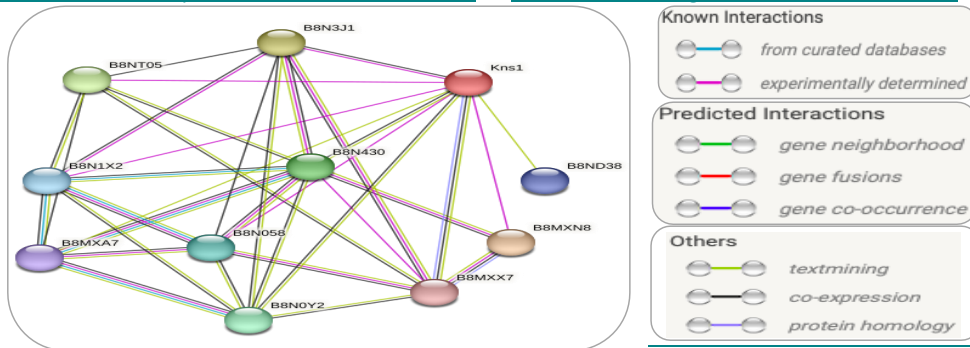 B8N3J1
B8NT05
Kns1
B8N430
B8N1X2
B8ND38
B8N058
B8MXN8
B8MXA7
B8MXX7
B8N0Y2
Known Interactions
from curated databases
experimentally determined
Predicted Interactions
gene neighborhood
gene fusions
gene co-occurrence
Others
textmining
co-expression
protein homology